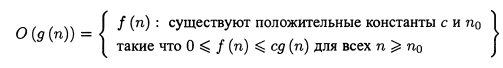 O (g (n)) = { f (n) : существуют положительные константы c и n₀
такие что 0 ⩽ f (n) ⩽ cg (n) для всех n ⩾ n₀ }